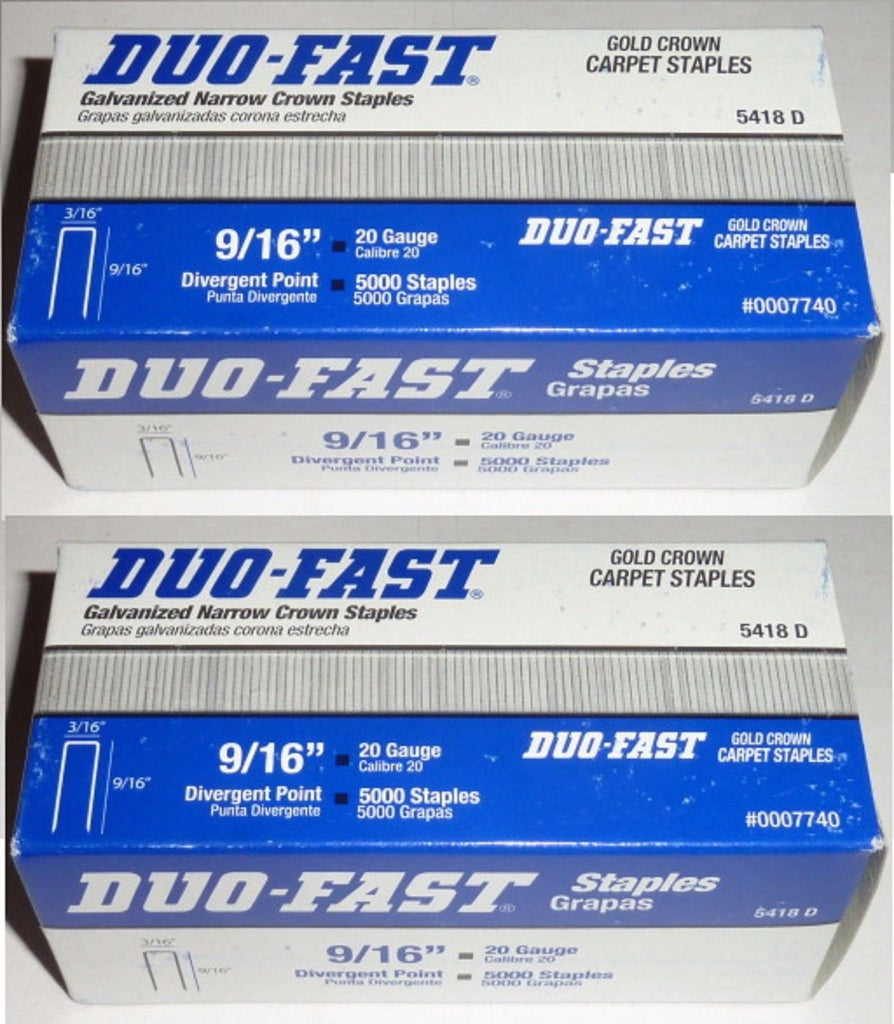 DUO-FAST®
GOLD CROWN
CARPET STAPLES
Galvanized Narrow Crown Staples
Grapas galvanizadas corona estrecha
5418 D
3/16”
9/16”
9/16”
20 Gauge
Calibre 20
Divergent Point
Punta Divergente
5000 Staples
5000 Grapas
DUO-FAST
GOLD CROWN
CARPET STAPLES
#0007740
DUO-FAST®
Staples
Grapas
5418 D
3/16”
9/16”
9/16”
20 Gauge
Calibre 20
Divergent Point
Punta Divergente
5000 Staples
5000 Grapas
DUO-FAST®
GOLD CROWN
CARPET STAPLES
Galvanized Narrow Crown Staples
Grapas galvanizadas corona estrecha
5418 D
3/16”
9/16”
9/16”
20 Gauge
Calibre 20
Divergent Point
Punta Divergente
5000 Staples
5000 Grapas
DUO-FAST
GOLD CROWN
CARPET STAPLES
#0007740
DUO-FAST®
Staples
Grapas
5418 D
3/16”
9/16”
9/16”
20 Gauge
Calibre 20
Divergent Point
Punta Divergente
5000 Staples
5000 Grapas